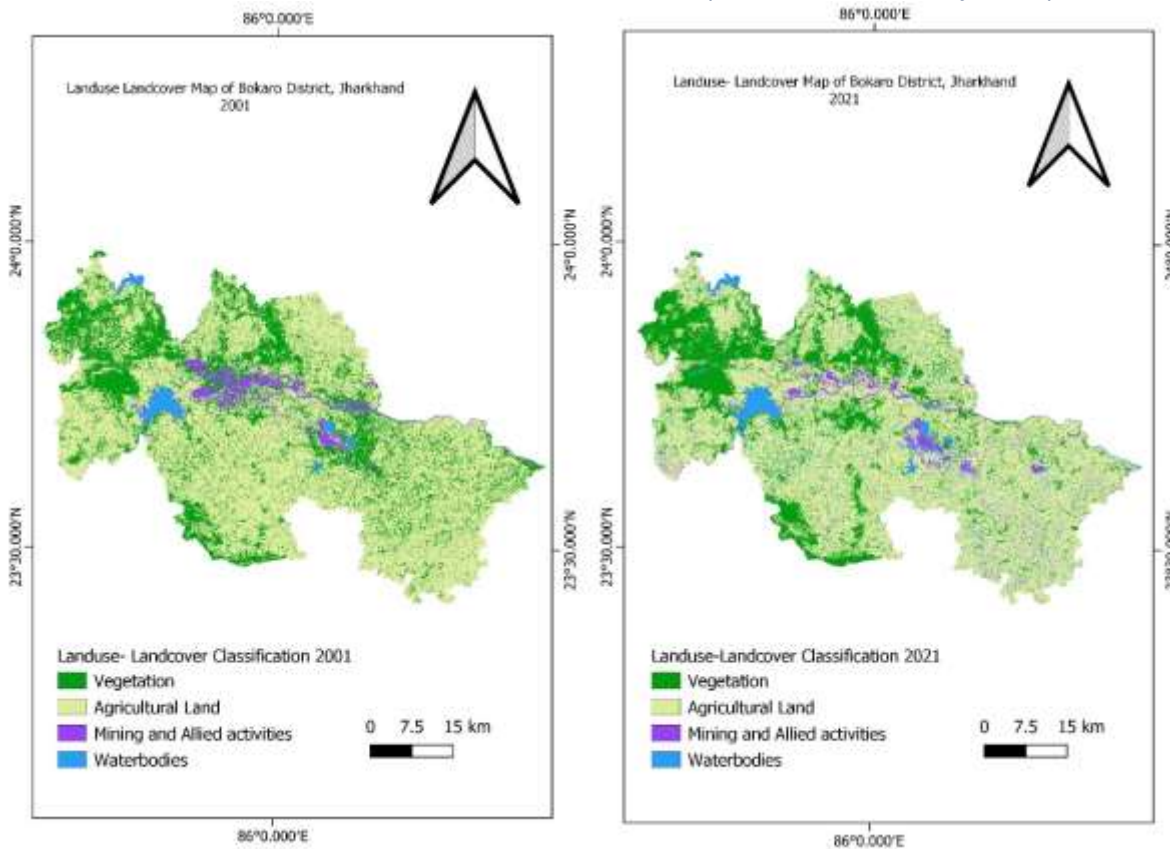 86°0.000'E
Landuse Landcover Map of Bokaro District, Jharkhand
2001
24°0.000'N
24°0.000'N
23°30.000'N
23°30.000'N
Landuse- Landcover Classification 2001
Vegetation
Agricultural Land
Mining and Allied activities
Waterbodies
0 7.5 15 km
86°0.000'E
86°0.000'E
Landuse- Landcover Map of Bokaro District, Jharkhand
2021
24°0.000'N
23°30.000'N
Landuse-Landcover Classification 2021
Vegetation
Agricultural Land
Mining and Allied activities
Waterbodies
0 7.5 15 km
86°0.000'E